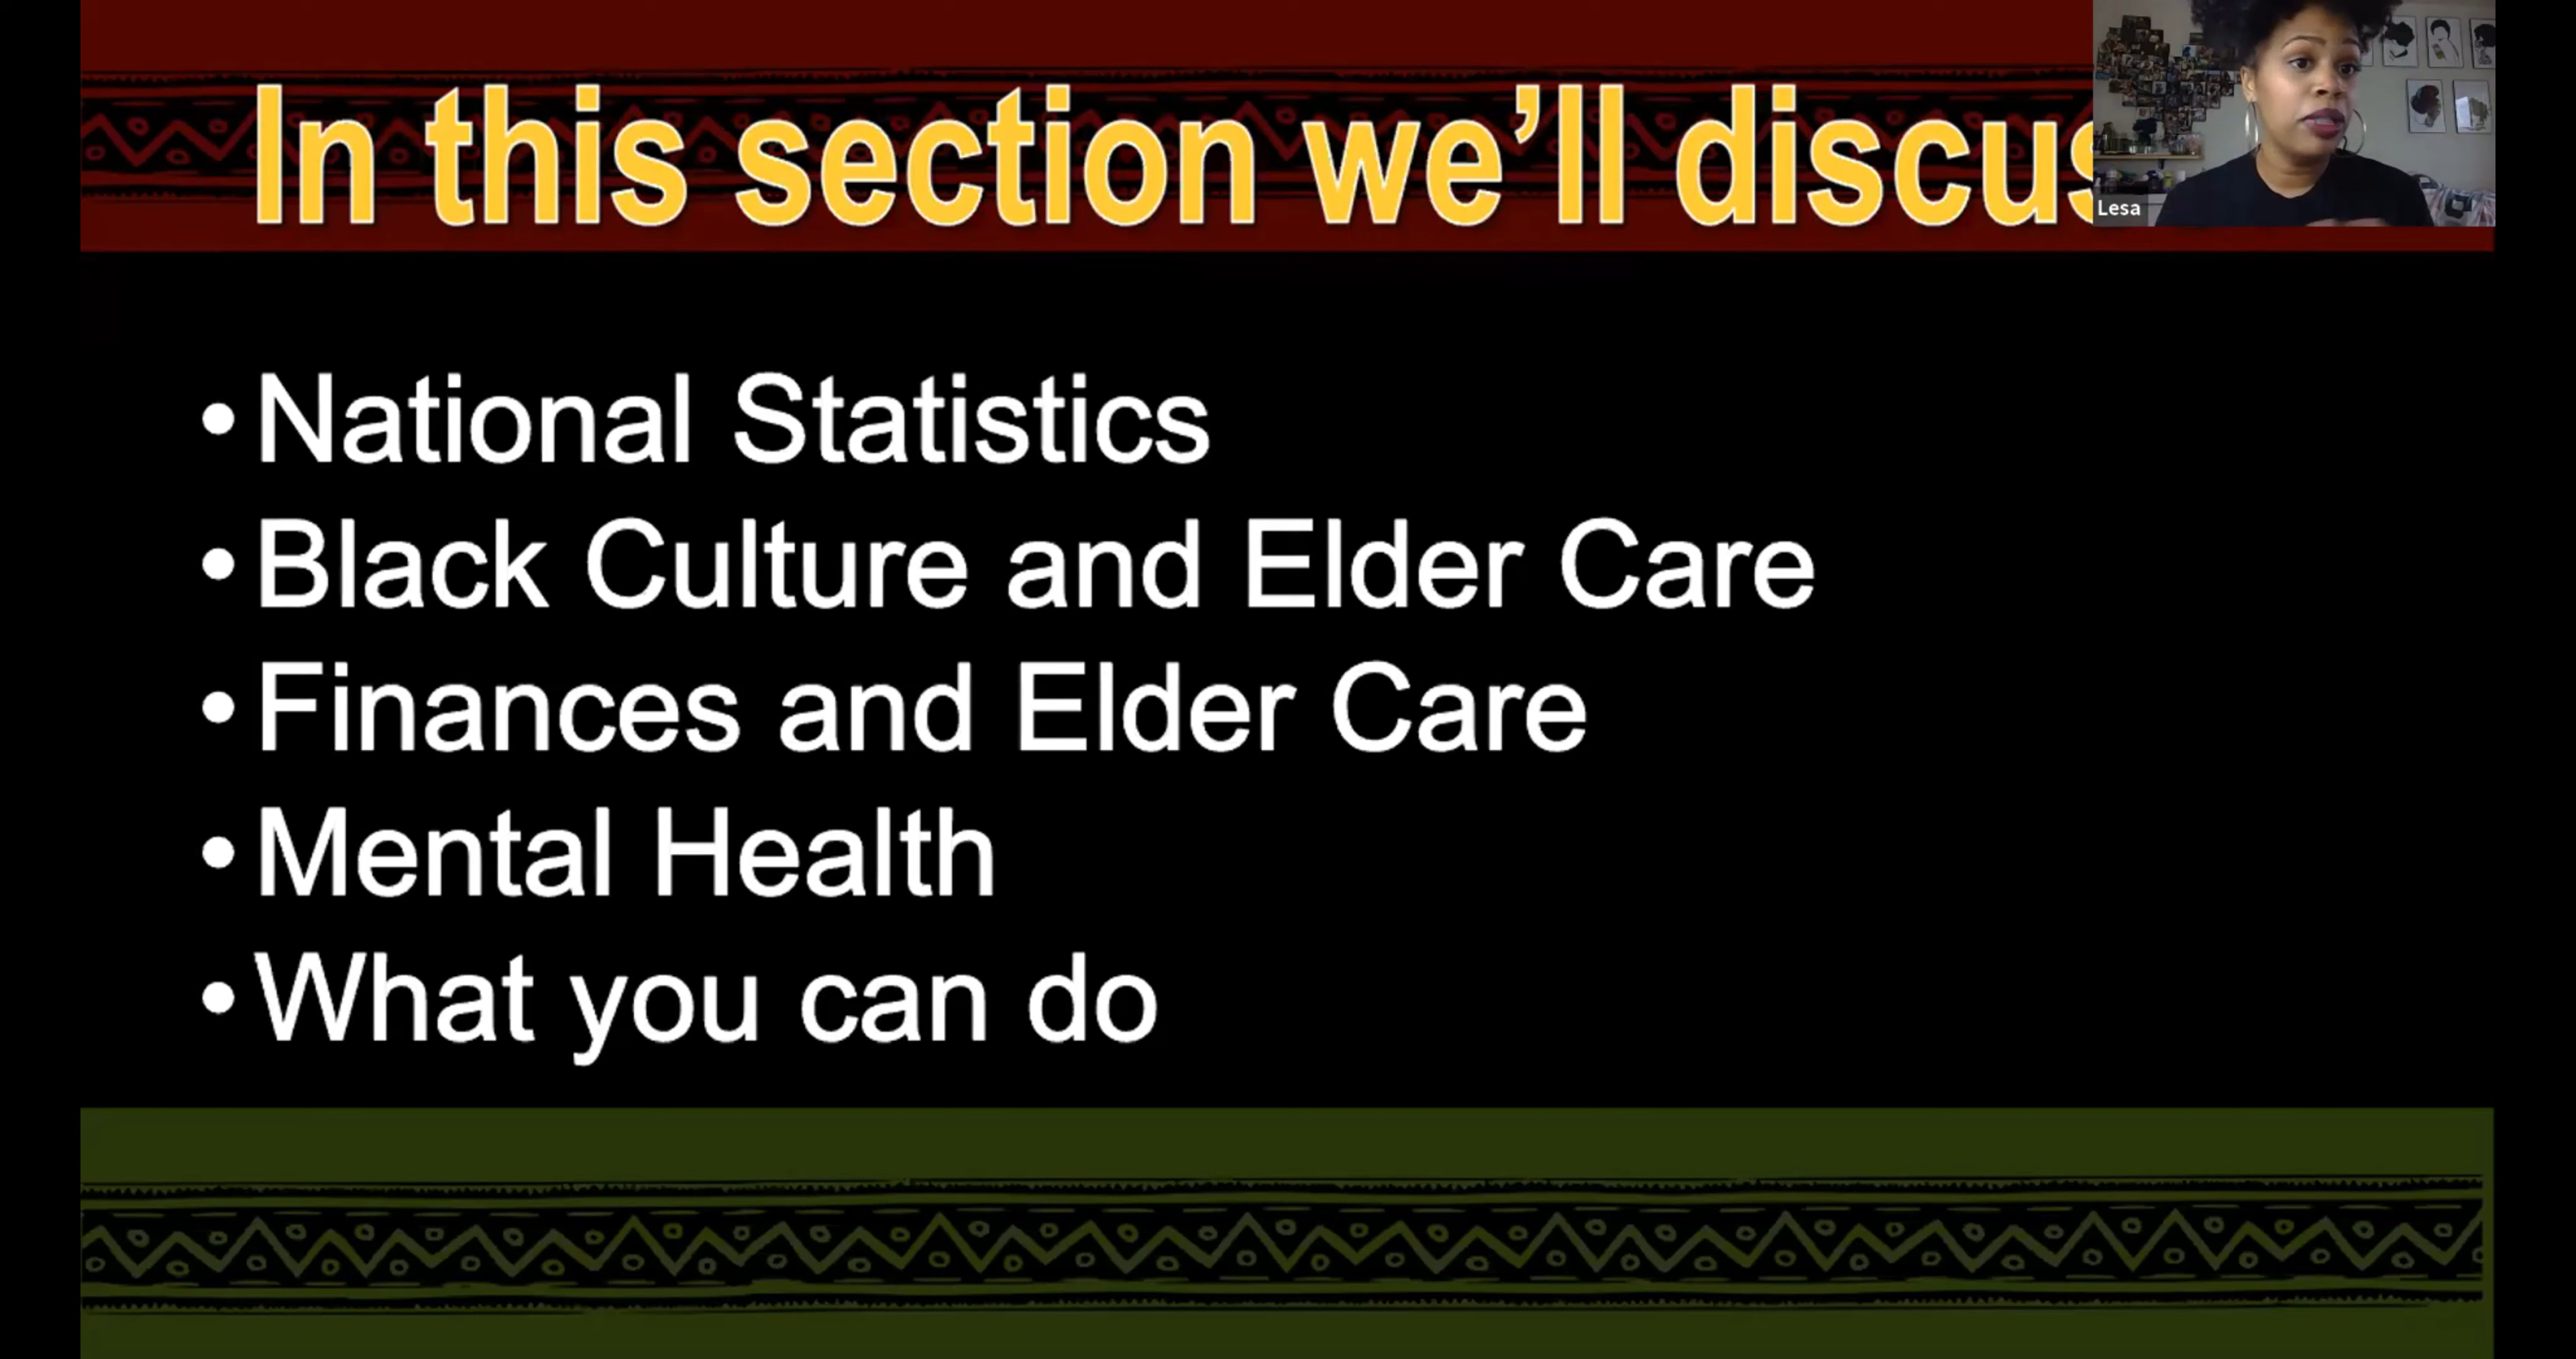 In this section we’ll discus
Lesa
• National Statistics
• Black Culture and Elder Care
• Finances and Elder Care
• Mental Health
• What you can do